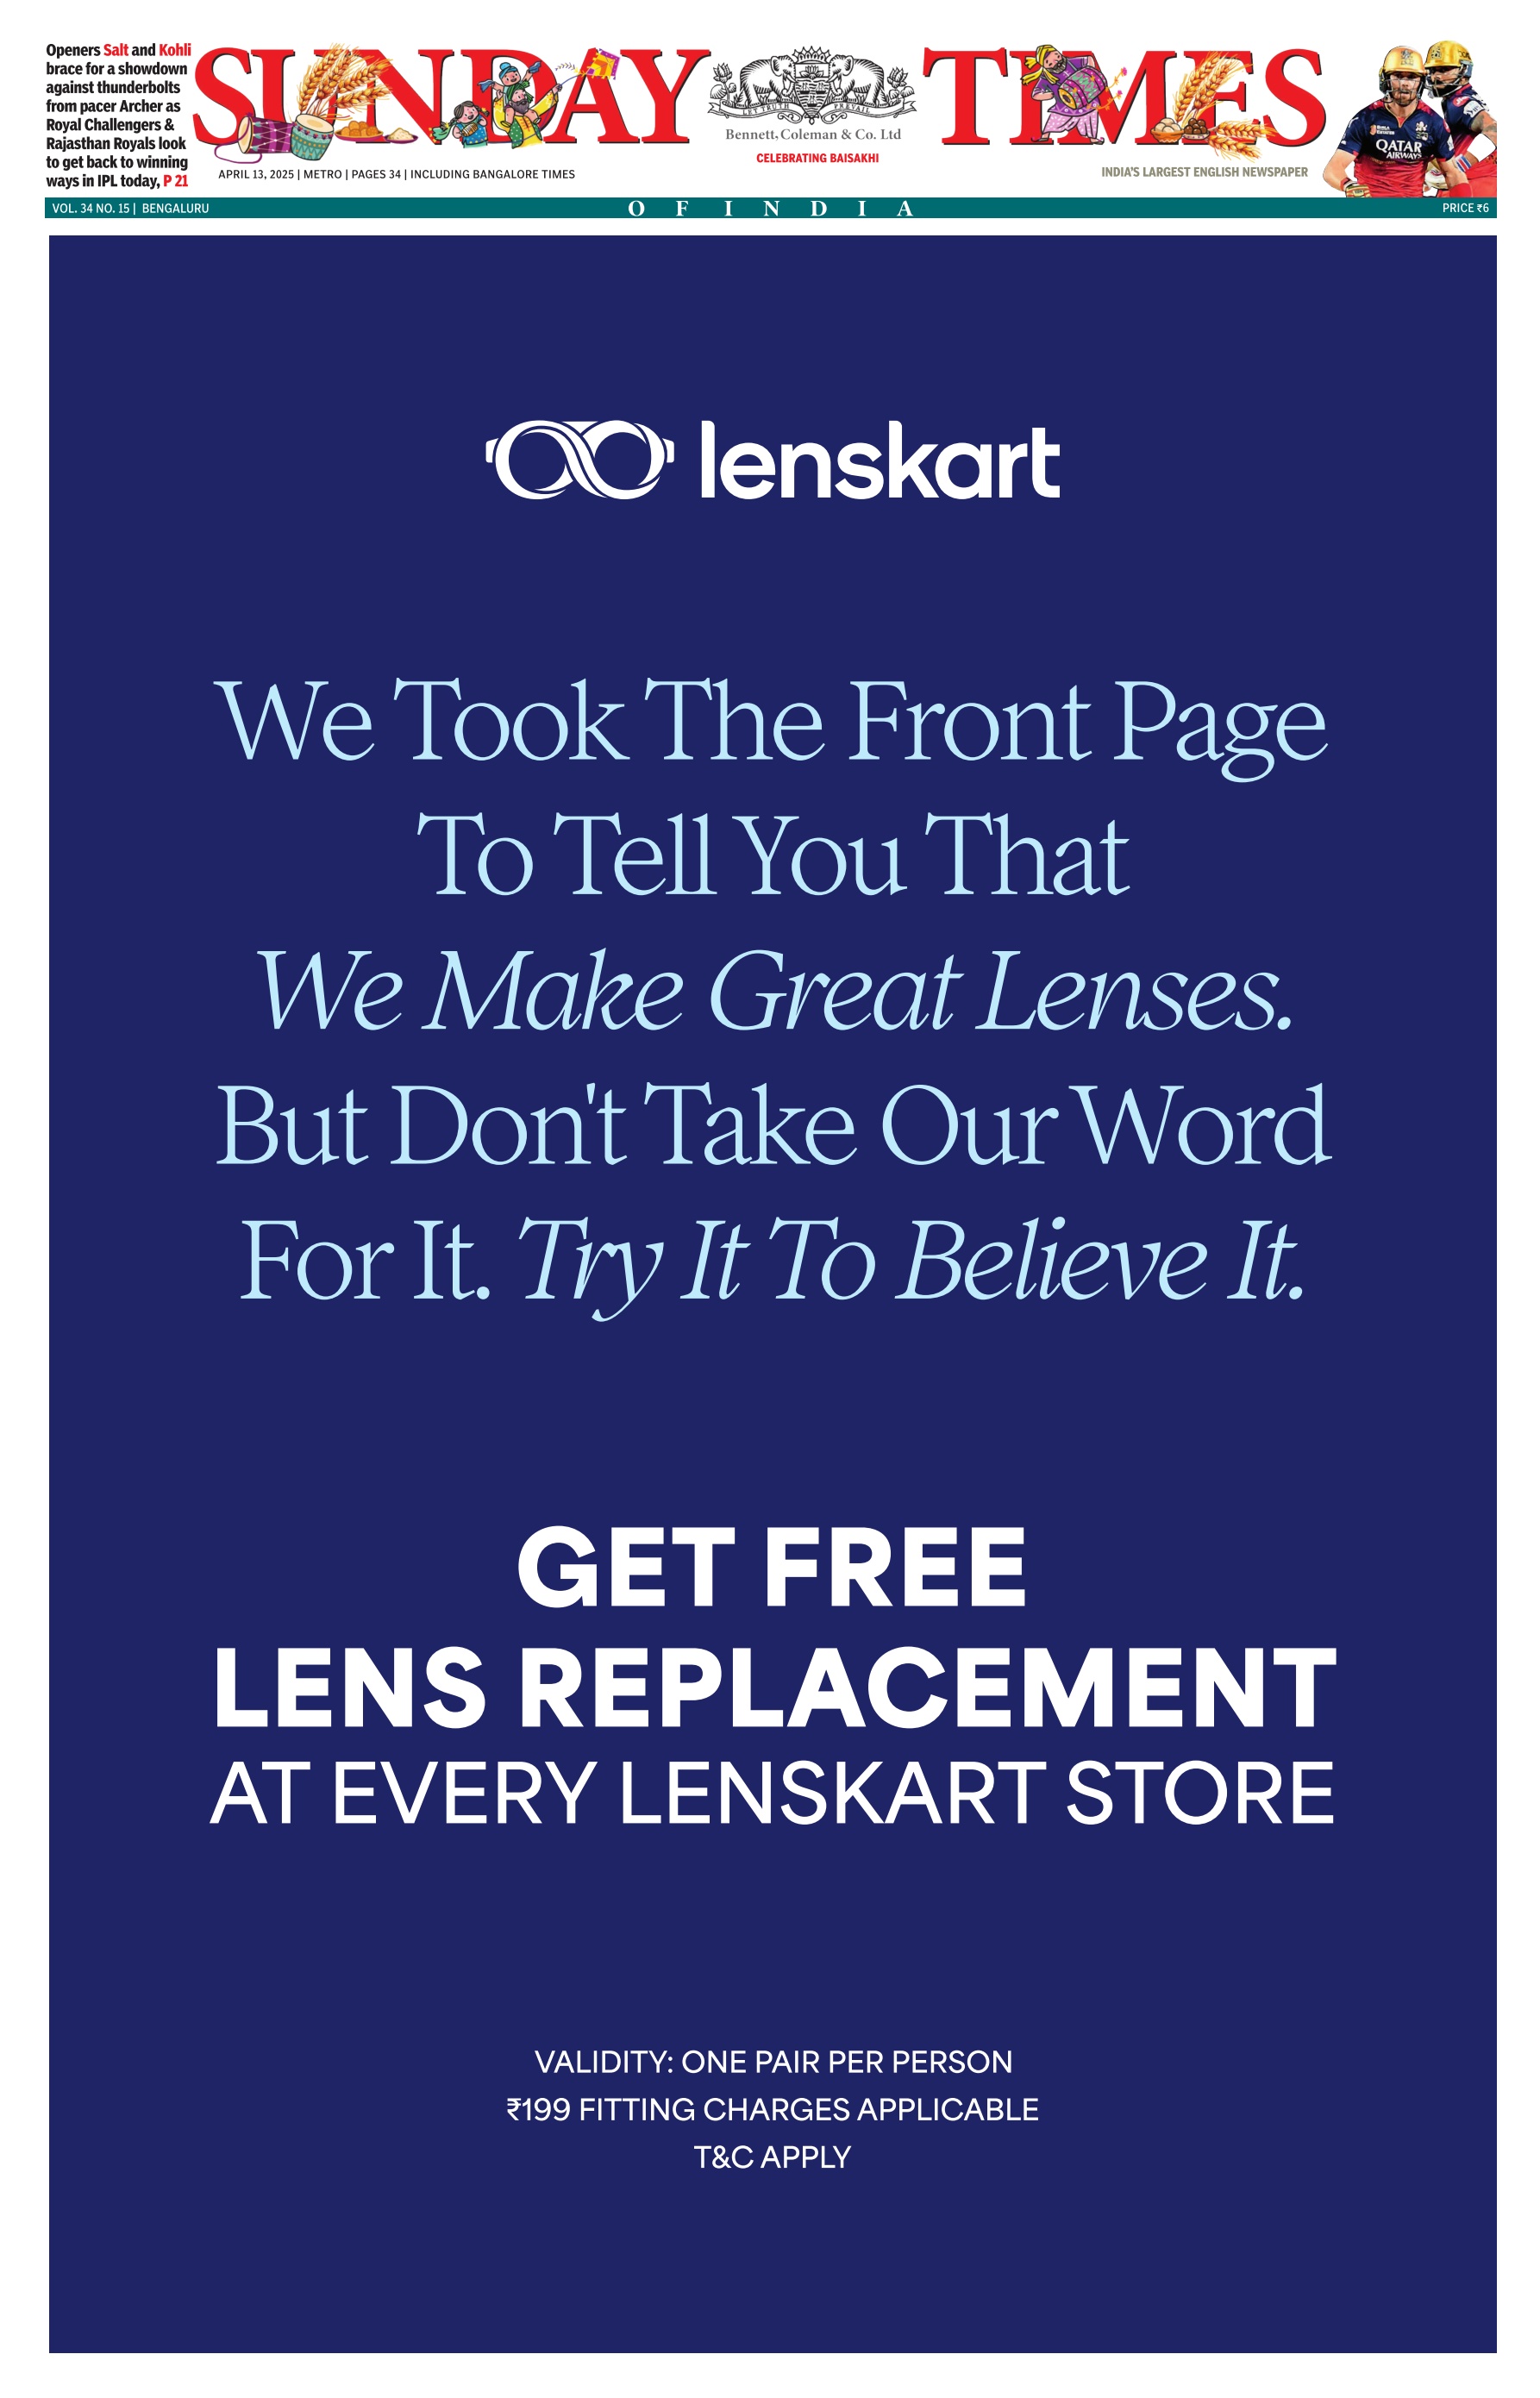 Openers Salt and Kohli
brace for a showdown
against thunderbolts
from pacer Archer as
Royal Challengers &
Rajasthan Royals look
to get back to winning
ways in IPL today, P 21
SUNDAY TIMES
LET TRUTH PREVAIL
Bennett, Coleman & Co. Ltd
CELEBRATING BAISAKHI
APRIL 13, 2025 | METRO | PAGES 34 | INCLUDING BANGALORE TIMES
INDIA'S LARGEST ENGLISH NEWSPAPER
QATAR
AIRWAYS
VOL. 34 NO. 15 | BENGALURU
OF INDIA
PRICE ₹6
lenskart
We Took The Front Page
To Tell You That
We Make Great Lenses.
But Don't Take Our Word
For It. Try It To Believe It.
GET FREE
LENS REPLACEMENT
AT EVERY LENSKART STORE
VALIDITY: ONE PAIR PER PERSON
₹199 FITTING CHARGES APPLICABLE
T&C APPLY